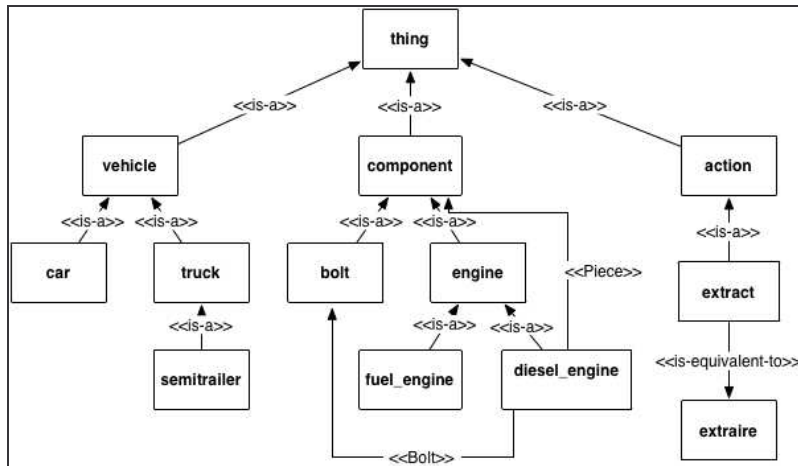 thing
<<is-a>> <<is-a>> <<is-a>>
vehicle component action
<<is-a>> <<is-a>> <<is-a>> <<is-a>> <<is-a>>
car truck bolt engine <<Piece>> extract
<<is-a>> <<is-a>> <<is-a>>
semitrailer fuel_engine diesel_engine <<is-equivalent-to>>
extraire
<<Bolt>>